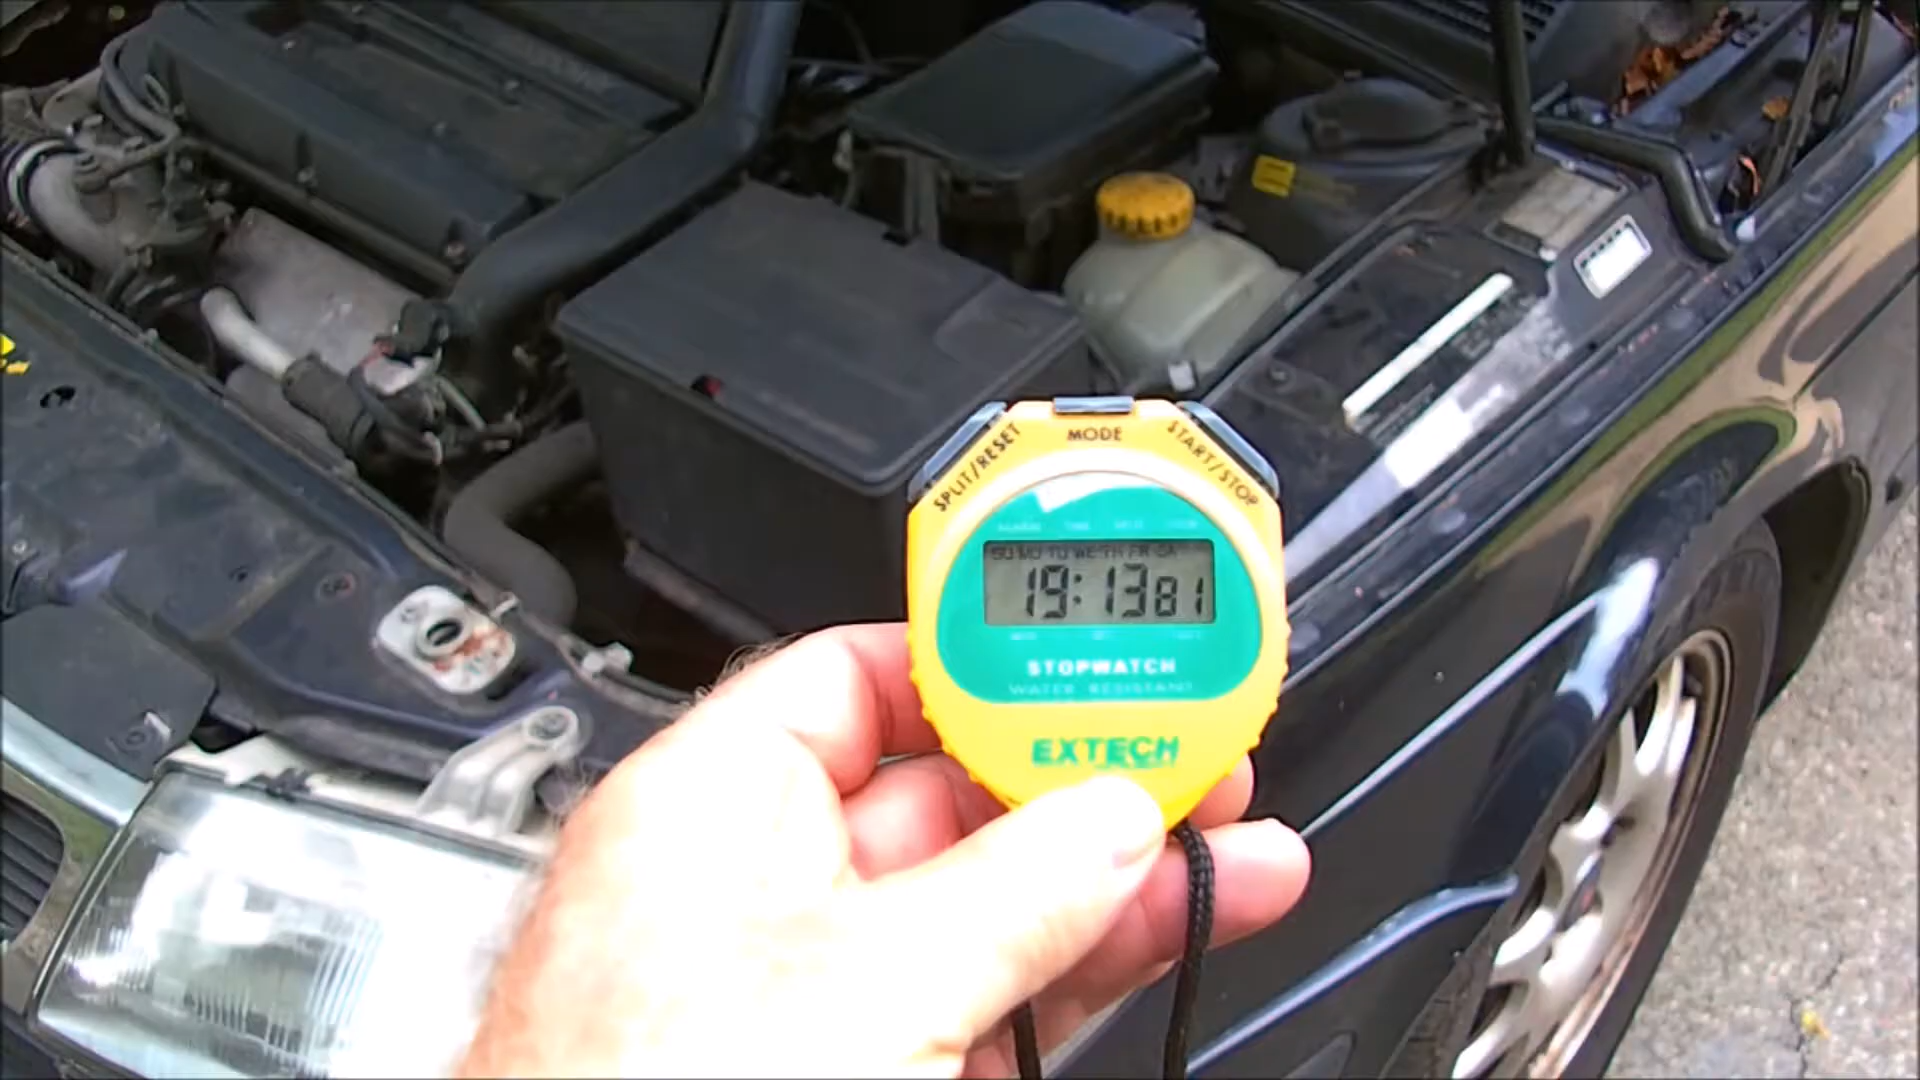 SPLIT/RESET
MODE
START/STOP
SU MO TU WE TH FR SA
19:13 81
STOPWATCH
WATER RESISTANT
EXTECH